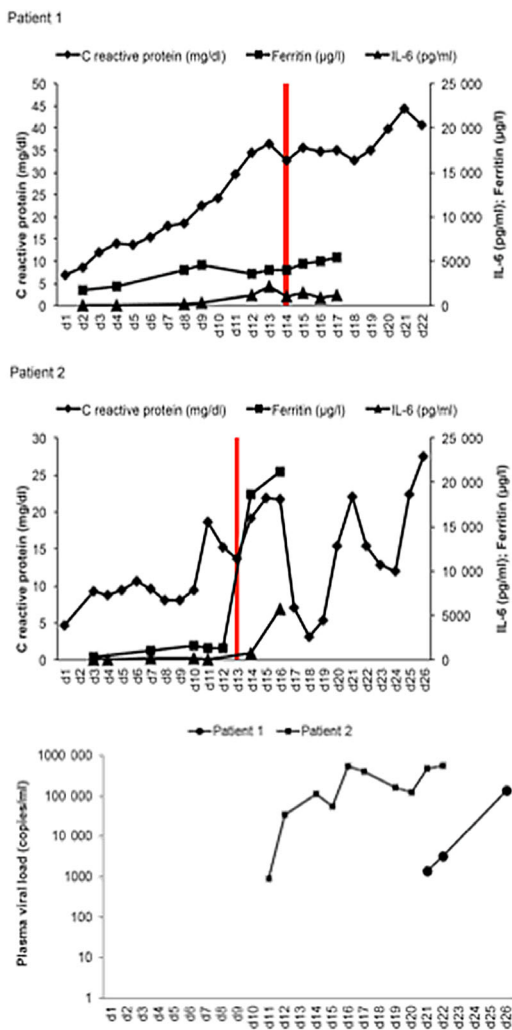 Patient 1
C reactive protein (mg/dl) Ferritin (µg/l) IL-6 (pg/ml)
C reactive protein (mg/dl)
50
45
40
35
30
25
20
15
10
5
0
25 000
20 000
15 000
10 000
5000
0
IL-6 (pg/ml); Ferritin (µg/l)
d1 d2 d3 d4 d5 d6 d7 d8 d9 d10 d11 d12 d13 d14 d15 d16 d17 d18 d19 d20 d21 d22
Patient 2
C reactive protein (mg/dl) Ferritin (µg/l) IL-6 (pg/ml)
C reactive protein (mg/dl)
30
25
20
15
10
5
0
25 000
20 000
15 000
10 000
5000
0
IL-6 (pg/ml); Ferritin (µg/l)
d1 d2 d3 d4 d5 d6 d7 d8 d9 d10 d11 d12 d13 d14 d15 d16 d17 d18 d19 d20 d21 d22 d23 d24 d25 d26
Patient 1 Patient 2
Plasma viral load (copies/ml)
1000 000
100 000
10 000
1000
100
10
1
d1 d2 d3 d4 d5 d6 d7 d8 d9 d10 d11 d12 d13 d14 d15 d16 d17 d18 d19 d20 d21 d22 d23 d24 d25 d26